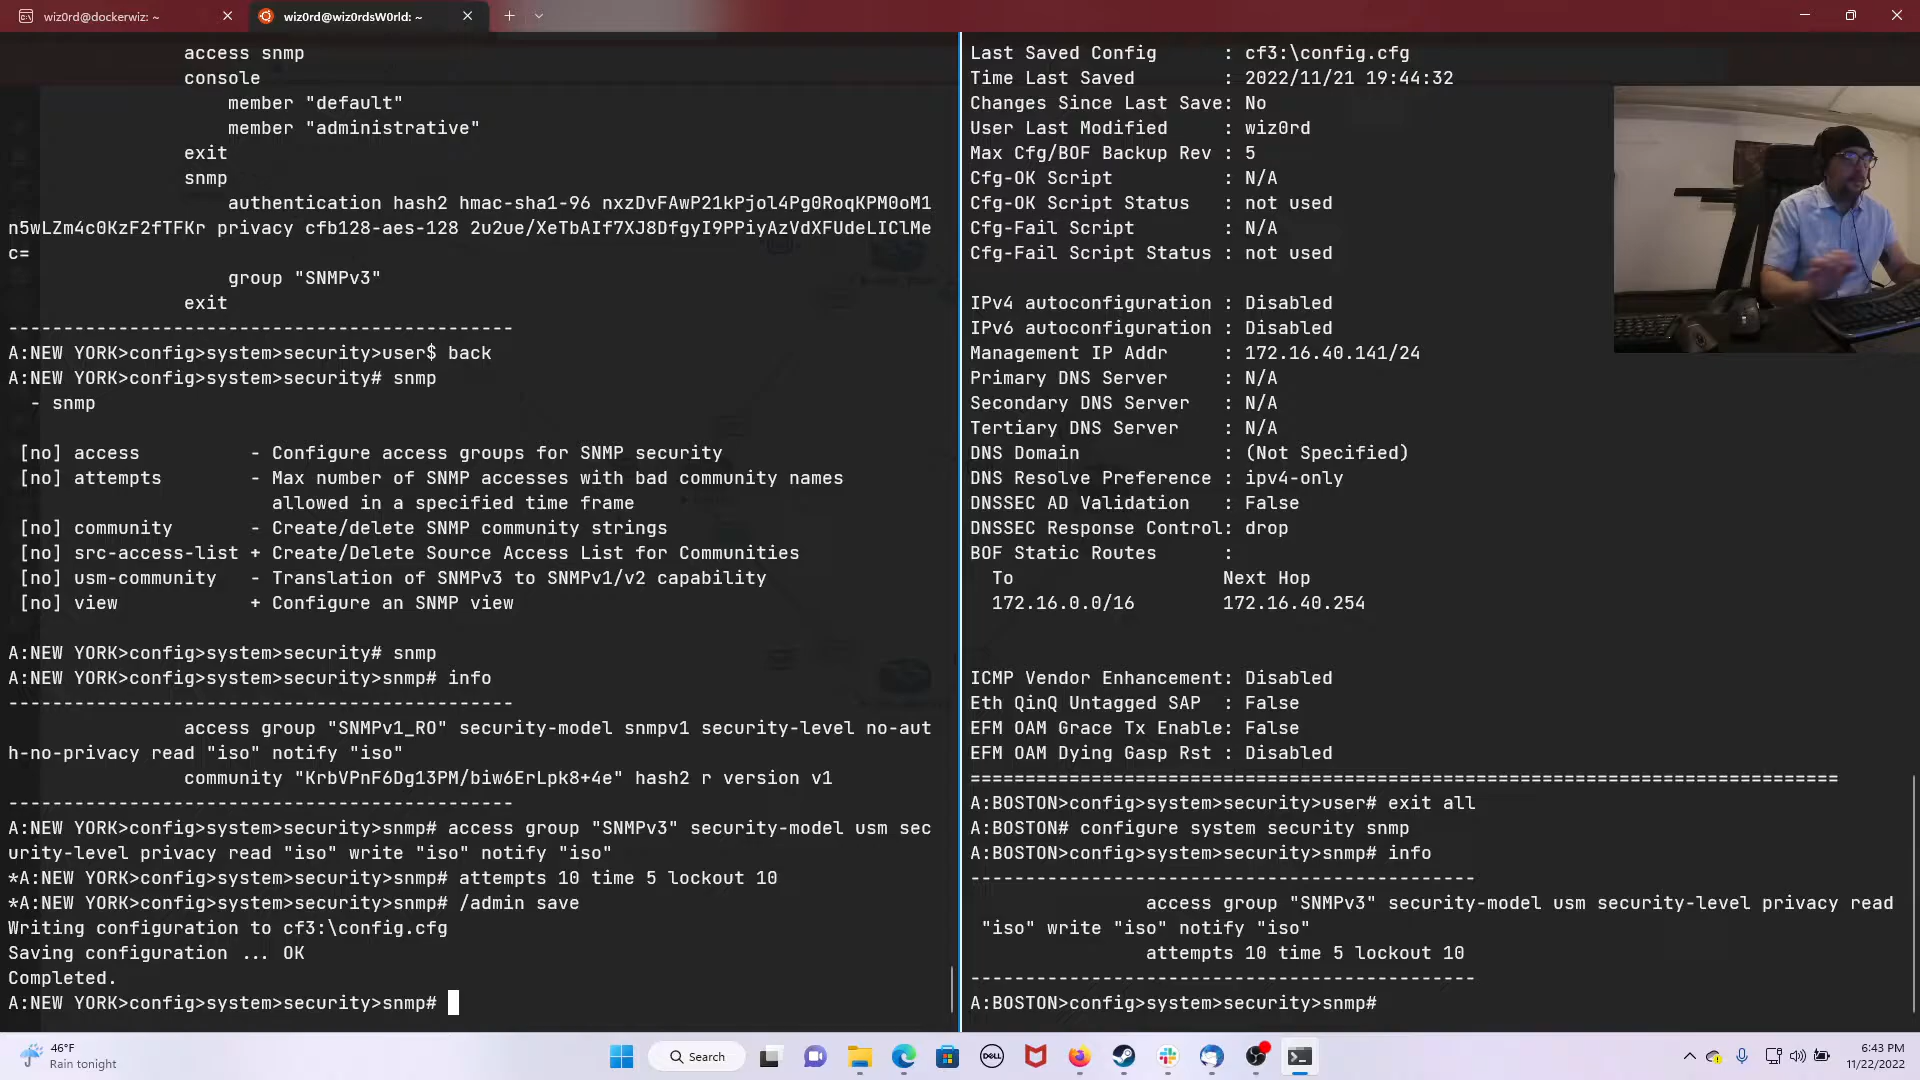 wiz0rd@dockerwiz: ~
wiz0rd@wiz0rdsW0rld: ~
access snmp
console
member "default"
member "administrative"
exit
snmp
authentication hash2 hmac-sha1-96 nxzDvFAwP21kPjol4Pg0RoqKPM0oM1
n5wLZm4c0KzF2fTFKr privacy cfb128-aes-128 2u2ue/XeTbAIf7XJ8DfgyI9PPiyAzVdXFUdeLIClMe
c=
group "SNMPv3"
exit
----------------------------------------------
A:NEW YORK>config>system>security>user$ back
A:NEW YORK>config>system>security# snmp
- snmp
[no] access - Configure access groups for SNMP security
[no] attempts - Max number of SNMP accesses with bad community names
allowed in a specified time frame
[no] community - Create/delete SNMP community strings
[no] src-access-list + Create/Delete Source Access List for Communities
[no] usm-community - Translation of SNMPv3 to SNMPv1/v2 capability
[no] view + Configure an SNMP view
A:NEW YORK>config>system>security# snmp
A:NEW YORK>config>system>security>snmp# info
----------------------------------------------
access group "SNMPv1_RO" security-model snmpv1 security-level no-aut
h-no-privacy read "iso" notify "iso"
community "KrbVPnF6Dg13PM/biw6ErLpk8+4e" hash2 r version v1
----------------------------------------------
A:NEW YORK>config>system>security>snmp# access group "SNMPv3" security-model usm sec
urity-level privacy read "iso" write "iso" notify "iso"
*A:NEW YORK>config>system>security>snmp# attempts 10 time 5 lockout 10
*A:NEW YORK>config>system>security>snmp# /admin save
Writing configuration to cf3:\config.cfg
Saving configuration ... OK
Completed.
A:NEW YORK>config>system>security>snmp#
Last Saved Config : cf3:\config.cfg
Time Last Saved : 2022/11/21 19:44:32
Changes Since Last Save: No
User Last Modified : wiz0rd
Max Cfg/BOF Backup Rev : 5
Cfg-OK Script : N/A
Cfg-OK Script Status : not used
Cfg-Fail Script : N/A
Cfg-Fail Script Status : not used
IPv4 autoconfiguration : Disabled
IPv6 autoconfiguration : Disabled
Management IP Addr : 172.16.40.141/24
Primary DNS Server : N/A
Secondary DNS Server : N/A
Tertiary DNS Server : N/A
DNS Domain : (Not Specified)
DNS Resolve Preference : ipv4-only
DNSSEC AD Validation : False
DNSSEC Response Control: drop
BOF Static Routes :
To Next Hop
172.16.0.0/16 172.16.40.254
ICMP Vendor Enhancement: Disabled
Eth QinQ Untagged SAP : False
EFM OAM Grace Tx Enable: False
EFM OAM Dying Gasp Rst : Disabled
===============================================================================
A:BOSTON>config>system>security>user# exit all
A:BOSTON# configure system security snmp
A:BOSTON>config>system>security>snmp# info
----------------------------------------------
access group "SNMPv3" security-model usm security-level privacy read
"iso" write "iso" notify "iso"
attempts 10 time 5 lockout 10
----------------------------------------------
A:BOSTON>config>system>security>snmp#
46°F
Rain tonight
Search
DELL
6:43 PM
11/22/2022